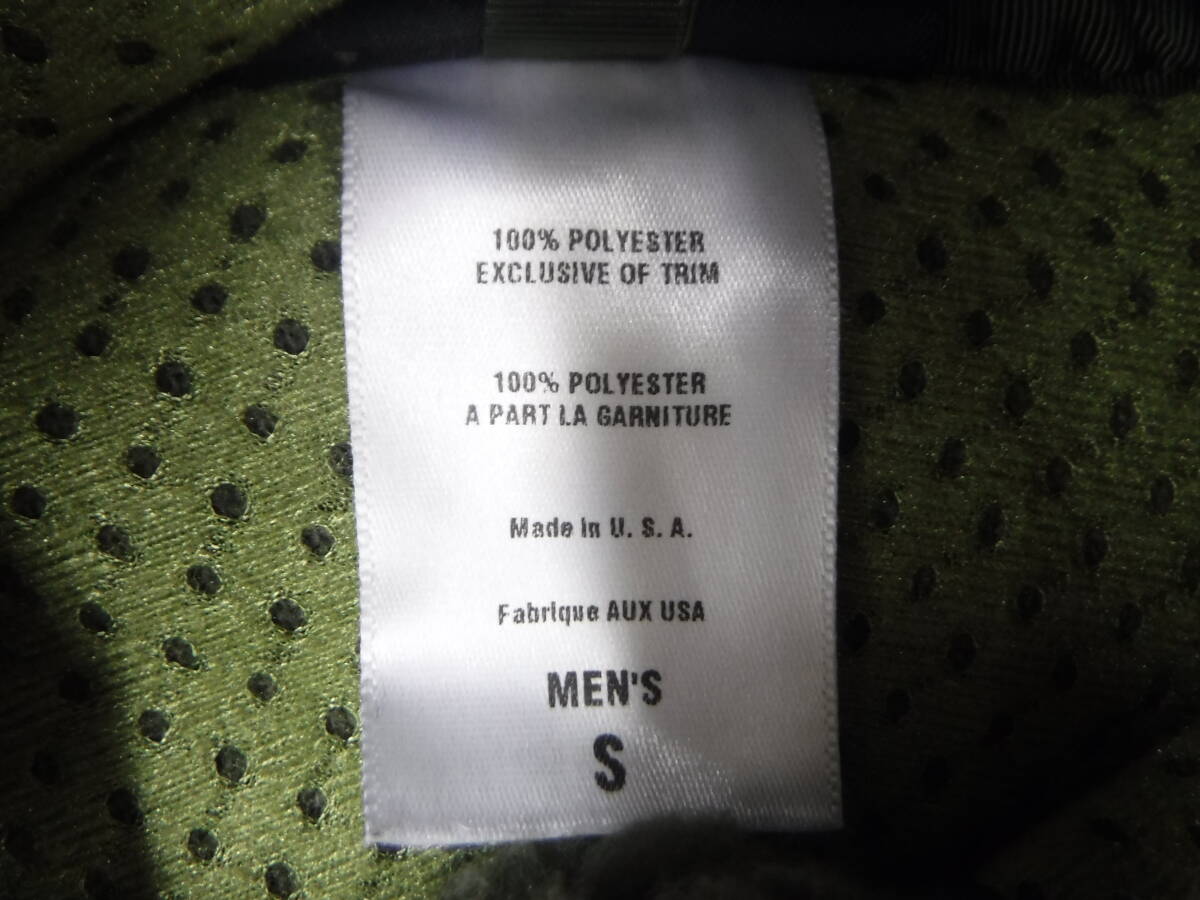 100% POLYESTER
EXCLUSIVE OF TRIM
100% POLYESTER
A PART LA GARNITURE
Made in U. S. A.
Fabrique AUX USA
MEN'S
S